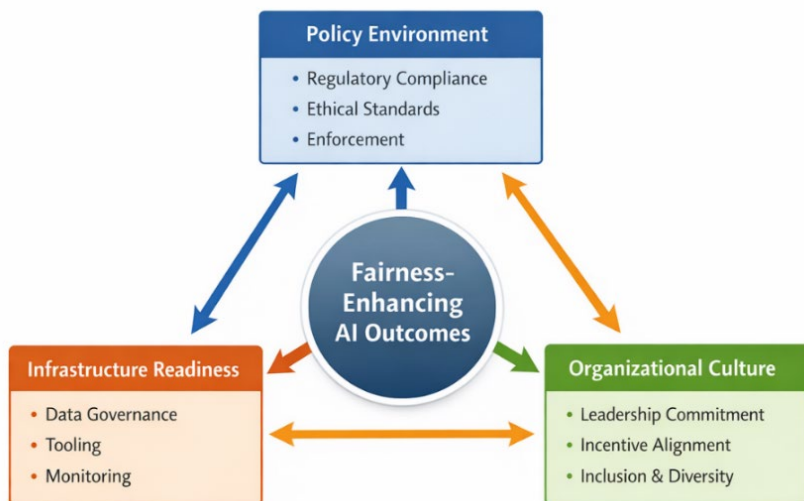 Policy Environment
• Regulatory Compliance
• Ethical Standards
• Enforcement
Fairness-
Enhancing
AI Outcomes
Infrastructure Readiness
• Data Governance
• Tooling
• Monitoring
Organizational Culture
• Leadership Commitment
• Incentive Alignment
• Inclusion & Diversity